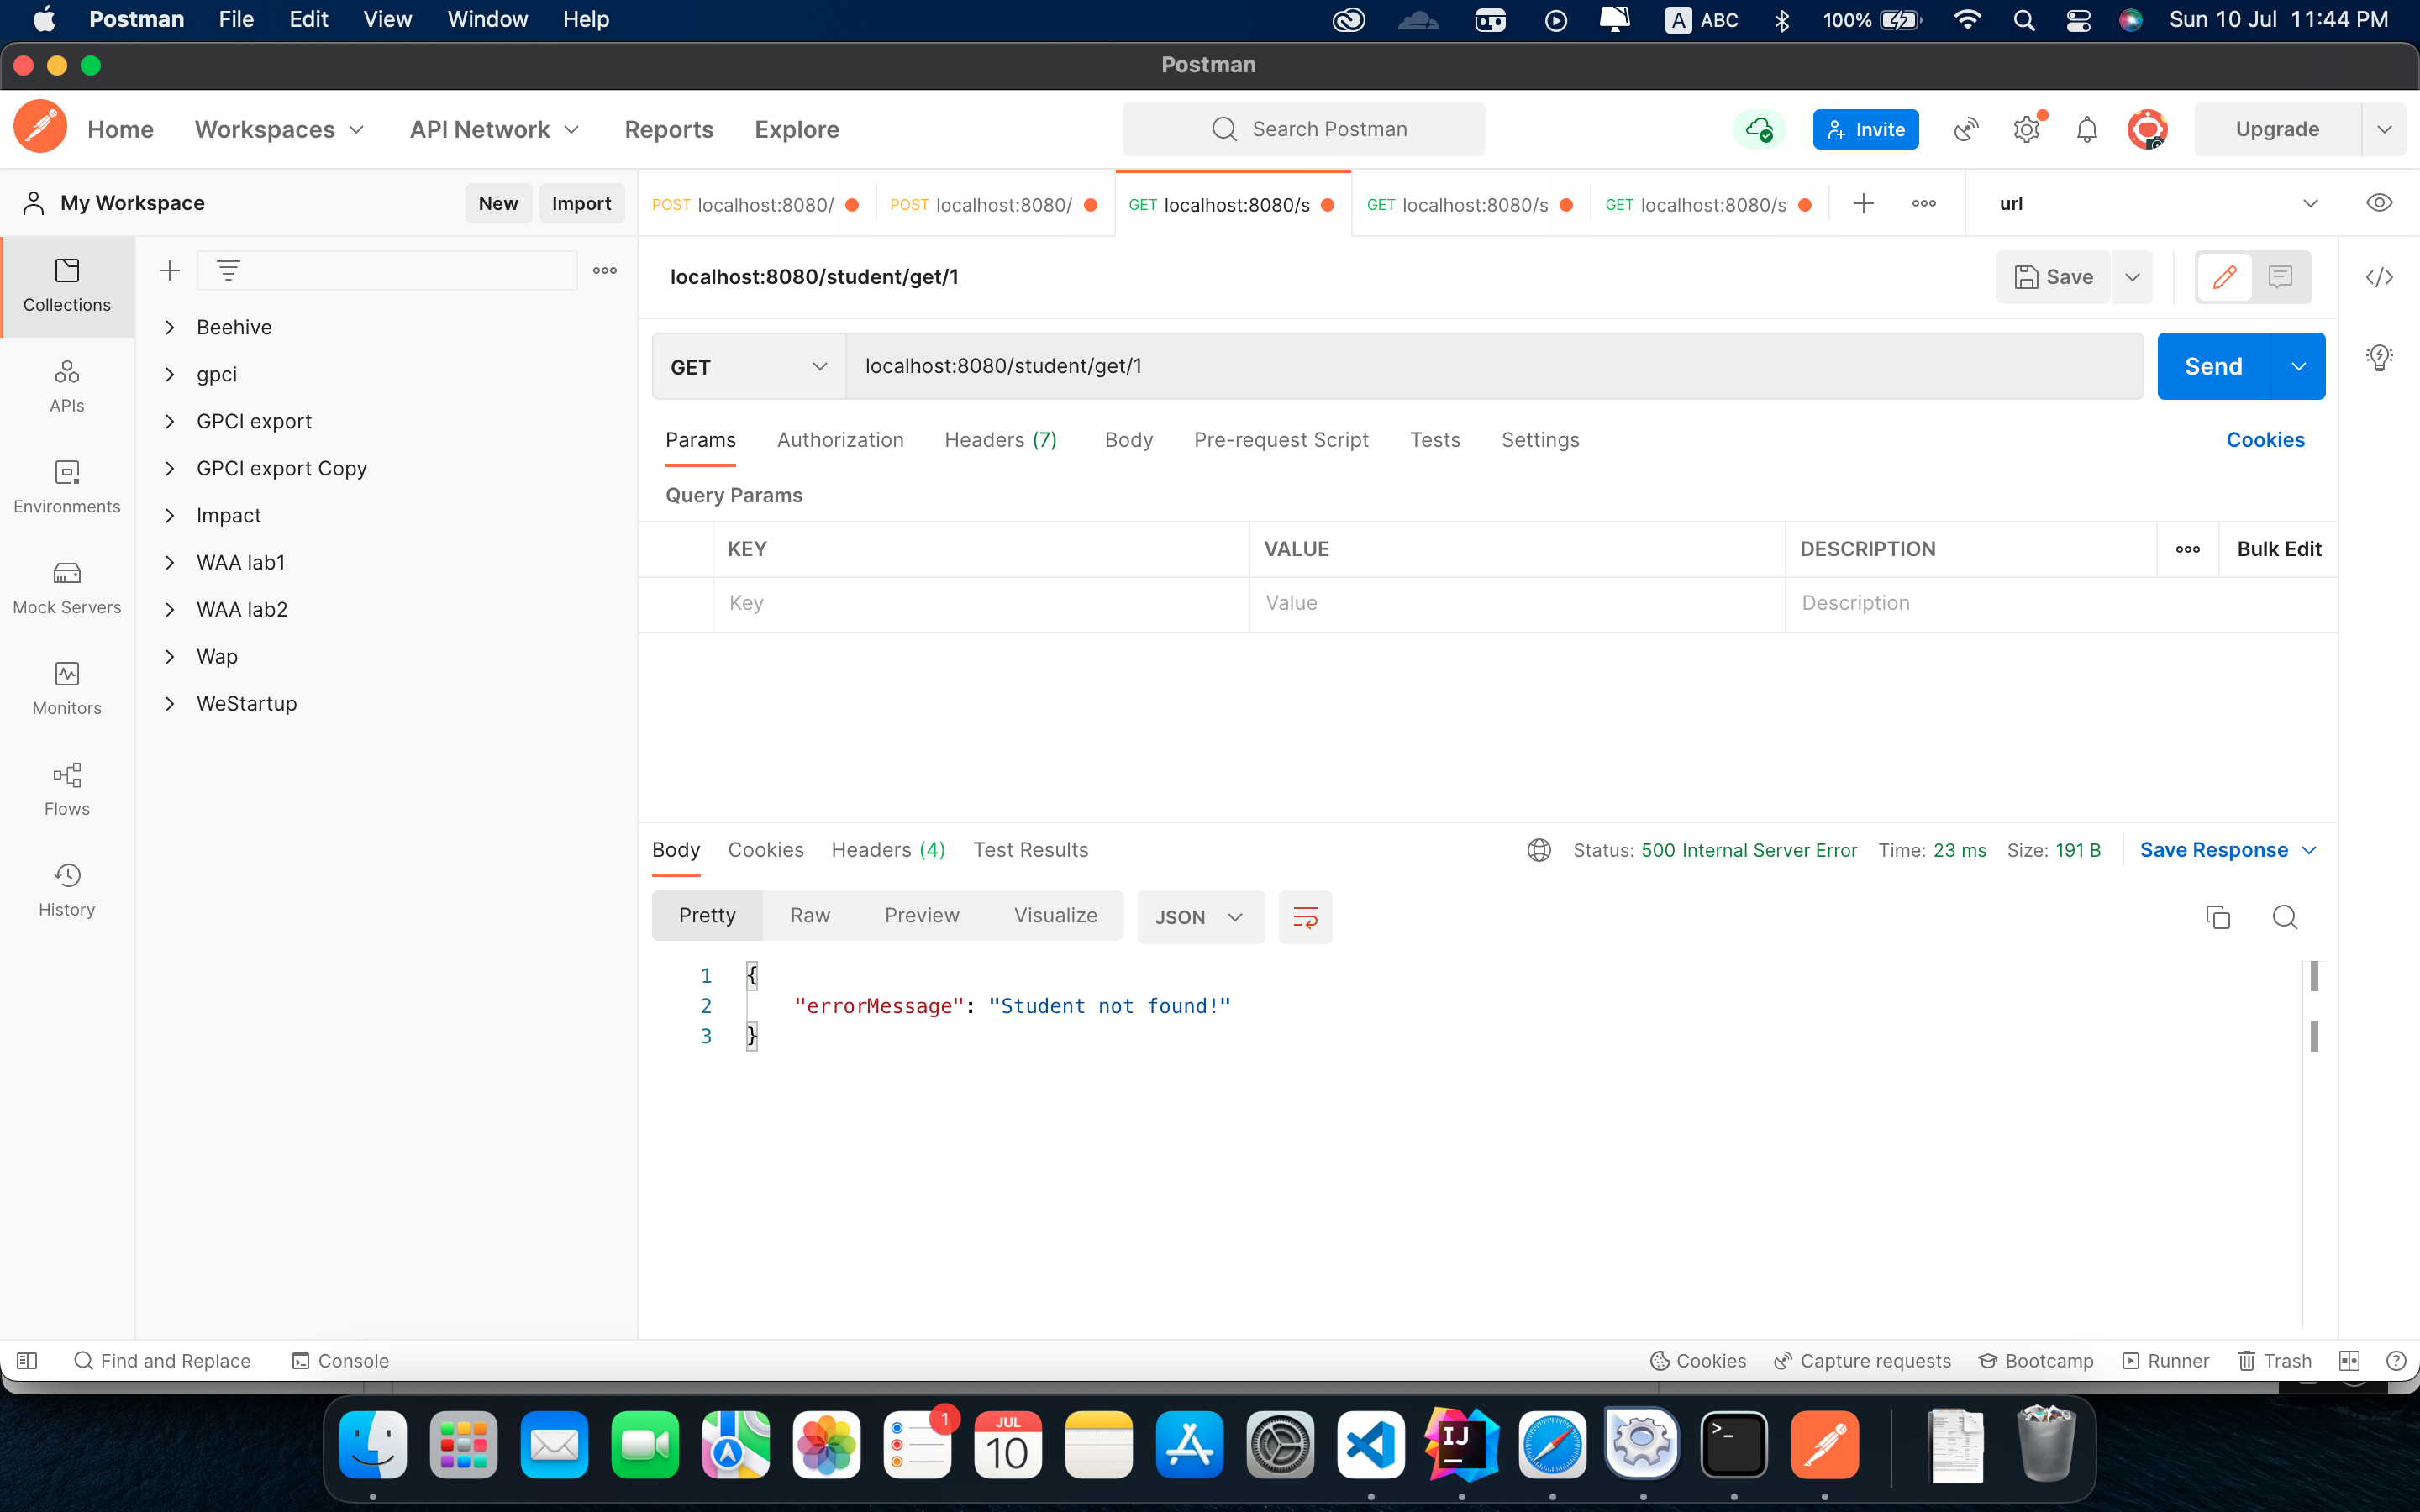 Postman File Edit View Window Help A ABC 100% Sun 10 Jul 11:44 PM
Postman
Home Workspaces API Network Reports Explore Search Postman Invite Upgrade
My Workspace New Import POST localhost:8080/ POST localhost:8080/ GET localhost:8080/s GET localhost:8080/s GET localhost:8080/s url
Collections
APIs
Environments
Mock Servers
Monitors
Flows
History
Beehive
gpci
GPCI export
GPCI export Copy
Impact
WAA lab1
WAA lab2
Wap
WeStartup
localhost:8080/student/get/1 Save
GET localhost:8080/student/get/1 Send
Params Authorization Headers (7) Body Pre-request Script Tests Settings Cookies
Query Params
KEY VALUE DESCRIPTION Bulk Edit
Key Value Description
Body Cookies Headers (4) Test Results Status: 500 Internal Server Error Time: 23 ms Size: 191 B Save Response
Pretty Raw Preview Visualize JSON
1 {
2 "errorMessage": "Student not found!"
3 }
Find and Replace Console Cookies Capture requests Bootcamp Runner Trash
1 JUL
10 IJ >_